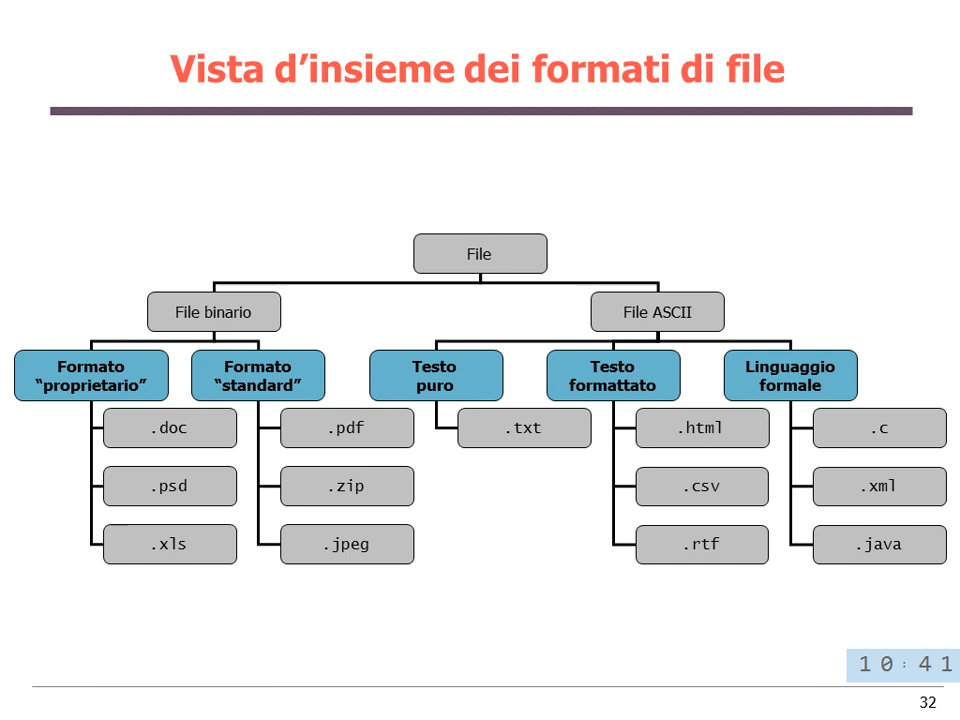 Vista d’insieme dei formati di file
File
File binario
File ASCII
Formato
“proprietario”
Formato
“standard”
Testo
puro
Testo
formattato
Linguaggio
formale
.doc
.pdf
.txt
.html
.c
.psd
.zip
.csv
.xml
.xls
.jpeg
.rtf
.java
10:41
32